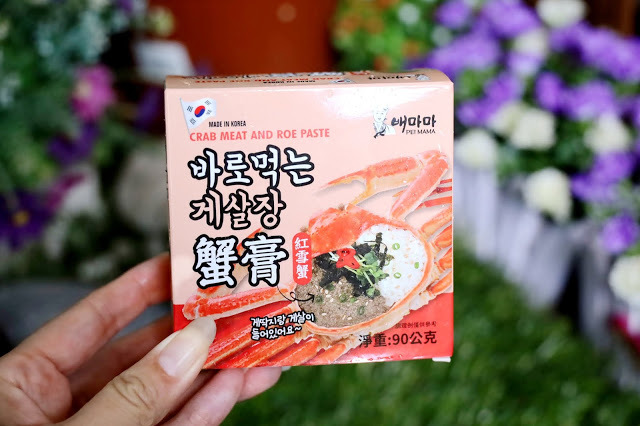 MADE IN KOREA
CRAB MEAT AND ROE PASTE
배마마
PEI MAMA
바로먹는
게살장
蟹膏
紅雪蟹
게딱지랑 게살이
들어있어요~
淨重:90公克